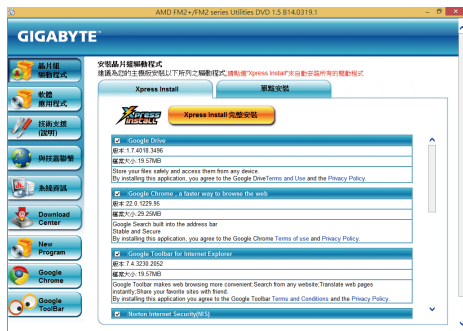 AMD FM2+/FM2 series Utilities DVD 1.5 B14.0319.1
GIGABYTE™
晶片組
驅動程式
軟體
應用程式
技術支援
(說明)
與技嘉聯繫
系統資訊
Download
Center
New
Program
Google
Chrome
Google
ToolBar
安裝晶片組驅動程式
建議為您的主機板安裝以下所列之驅動程式,請點選"Xpress Install"來自動安裝所有的驅動程式
Xpress Install
單點安裝
Xpress
INSTALL
Xpress Install 完整安裝
Google Drive
版本:1.7.4018.3496
檔案大小:19.57MB
Store your files safely and access them from any device.
By installing this application, you agree to the Google DriveTerms and Use and the Privacy Policy.
Google Chrome , a faster way to browse the web
版本:22.0.1229.95
檔案大小:29.25MB
Google Search built into the address bar
Stable and Secure
By installing this application, you agree to the Google Chrome Terms of use and Privacy Policy.
Google Toolbar for Internet Explorer
版本:7.4.3230.2052
檔案大小:19.57MB
Google Toolbar makes web browsing more convenient:Search from any website;Translate web pages
instantly;Share your favorite sites with friend.
By installing this application you agree to the Google Toolbar Terms and Conditions and the Privacy Policy.
Norton Internet Security(NIS)